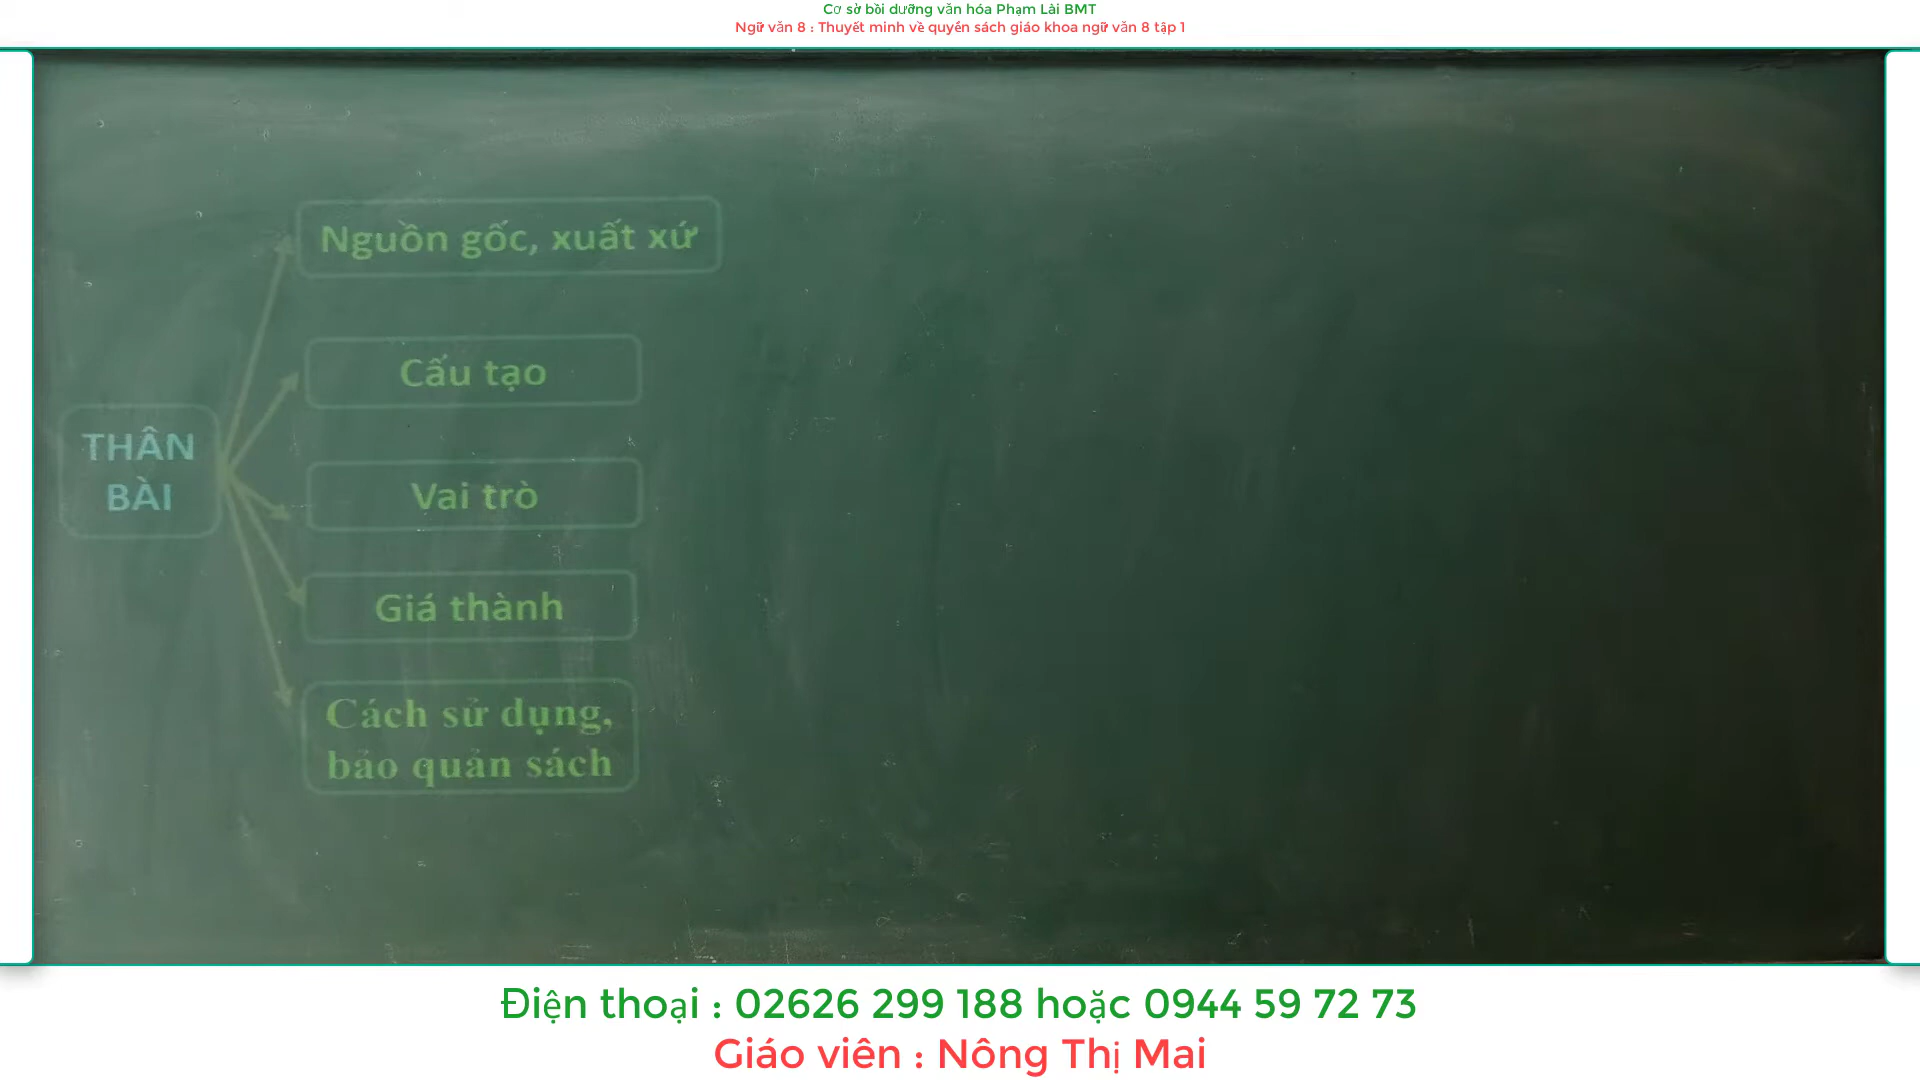 Cơ sở bồi dưỡng văn hóa Phạm Lài BMT
Ngữ văn 8 : Thuyết minh về quyển sách giáo khoa ngữ văn 8 tập 1
Nguồn gốc, xuất xứ
Cấu tạo
THÂN
BÀI
Vai trò
Giá thành
Cách sử dụng,
bảo quản sách
Điện thoại : 02626 299 188 hoặc 0944 59 72 73
Giáo viên : Nông Thị Mai